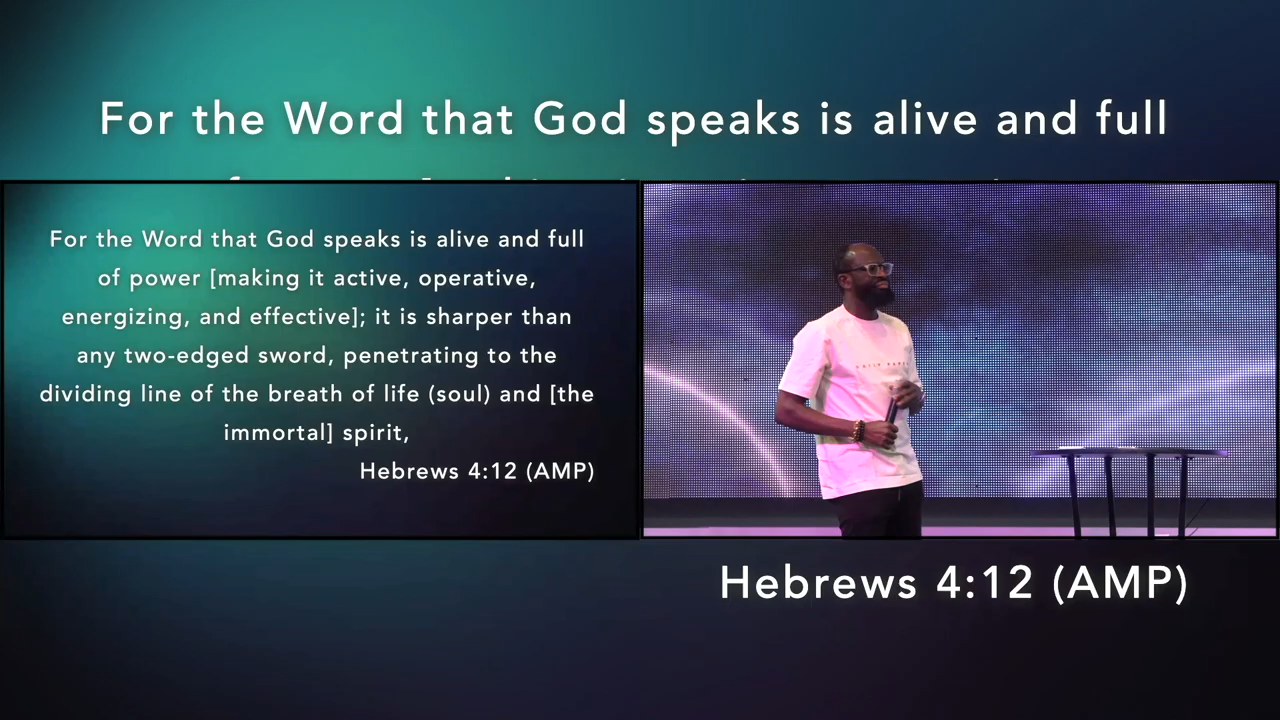 For the Word that God speaks is alive and full
For the Word that God speaks is alive and full
of power [making it active, operative,
energizing, and effective]; it is sharper than
any two-edged sword, penetrating to the
dividing line of the breath of life (soul) and [the
immortal] spirit,
Hebrews 4:12 (AMP)
Hebrews 4:12 (AMP)